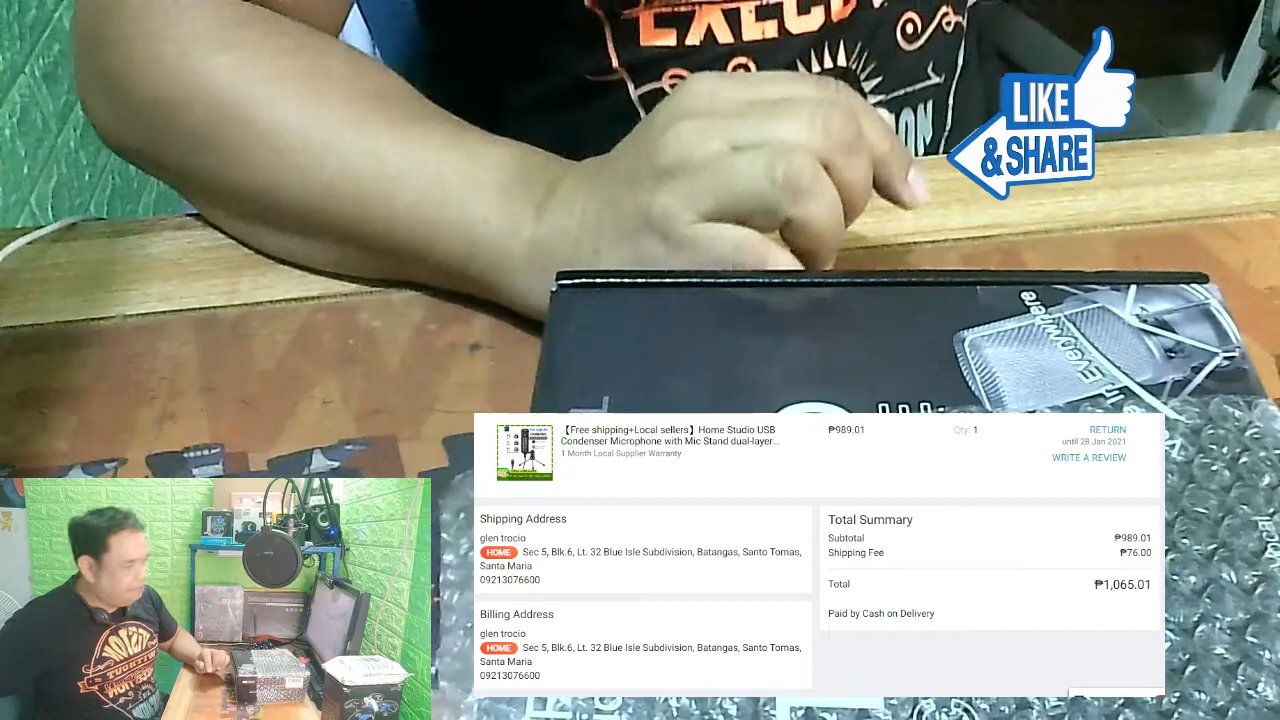 EXECU
ION
LIKE
& SHARE
Everywhere
【Free shipping+Local sellers】Home Studio USB
Condenser Microphone with Mic Stand dual-layer...
1 Month Local Supplier Warranty
₱989.01
Qty: 1
RETURN
until 28 Jan 2021
WRITE A REVIEW
Shipping Address
glen trocio
HOME Sec 5, Blk.6, Lt. 32 Blue Isle Subdivision, Batangas, Santo Tomas,
Santa Maria
09213076600
Billing Address
glen trocio
HOME Sec 5, Blk.6, Lt. 32 Blue Isle Subdivision, Batangas, Santo Tomas,
Santa Maria
09213076600
Total Summary
Subtotal ₱989.01
Shipping Fee ₱76.00
Total ₱1,065.01
Paid by Cash on Delivery